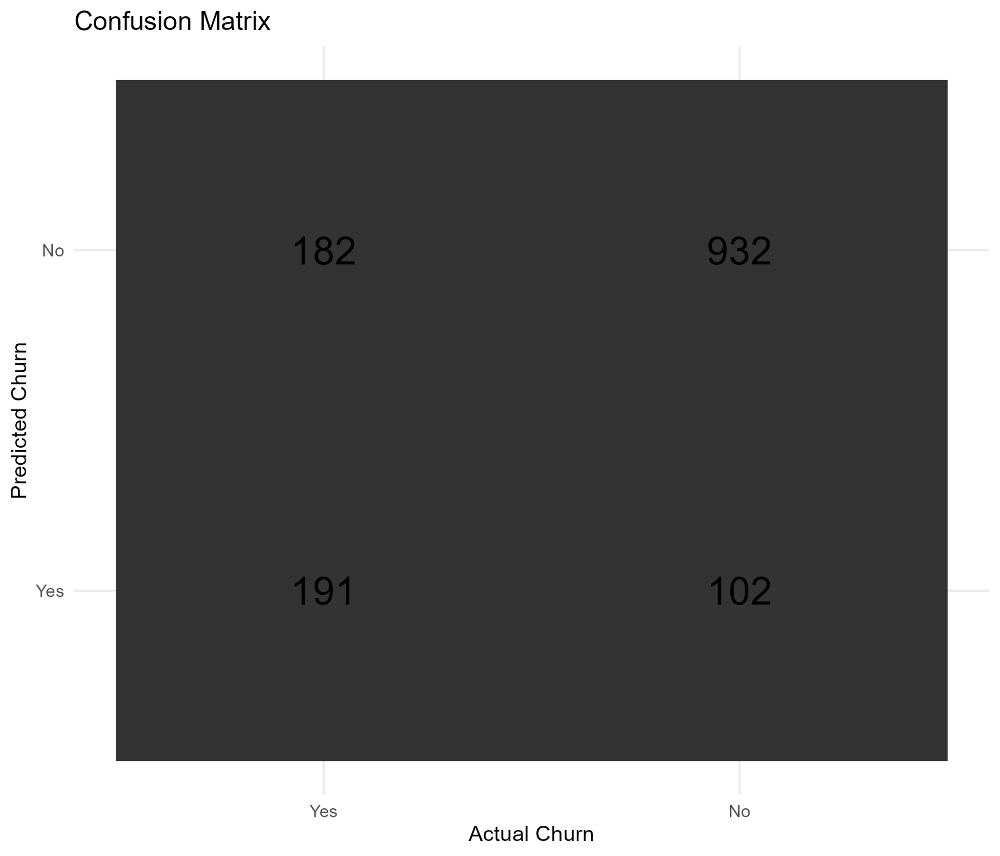 Confusion Matrix
Predicted Churn
No
182
932
Yes
191
102
Yes
No
Actual Churn